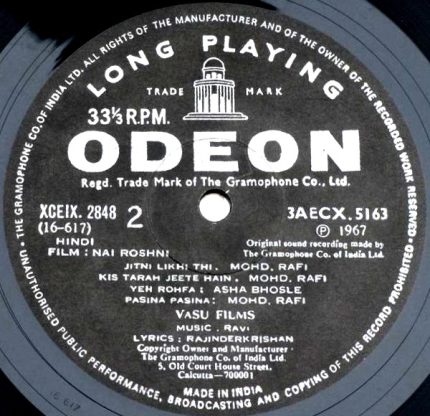 LONG PLAYING
TRADE MARK
33⅓ R.P.M.
ODEON
Regd. Trade Mark of The Gramophone Co., Ltd.
XCEIX. 2848 2
(16-617)
3AECX.5163
Ⓟ 1967
HINDI
FILM : NAI ROSHNI
Original sound recording made by
The Gramophone Co. of India Ltd.
JITNI LIKHI THI. MOHD. RAFI
KIS TARAH JEETE HAIN. MOHD. RAFI
YEH ROHFA : ASHA BHOSLE
PASINA PASINA : MOHD. RAFI
VASU FILMS
MUSIC . RAVI
LYRICS : RAJINDERKRISHAN
Copyright Owner and Manufacturer -
The Gramophone Co. of India Ltd.
5, Old Court House Street,
Calcutta—700001
MADE IN INDIA
THE GRAMOPHONE CO. OF INDIA LTD. ALL RIGHTS OF THE MANUFACTURER AND OF THE OWNER OF THE RECORDED WORK RESERVED
UNAUTHORISED PUBLIC PERFORMANCE, BROADCASTING AND COPYING OF THIS RECORD PROHIBITED
16 617